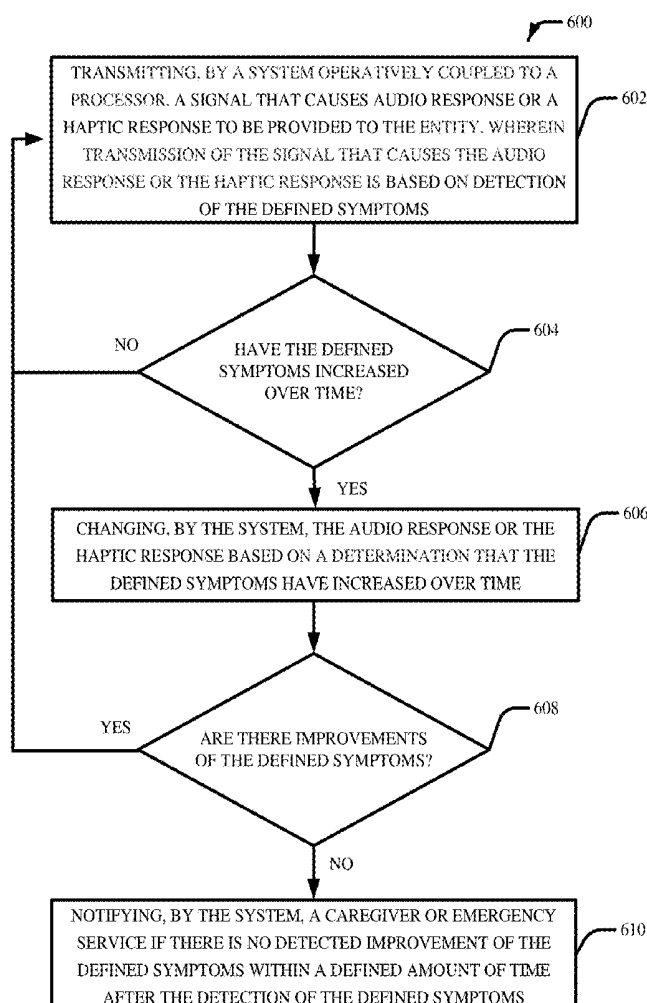 600
TRANSMITTING, BY A SYSTEM OPERATIVELY COUPLED TO A
PROCESSOR, A SIGNAL THAT CAUSES AUDIO RESPONSE OR A
HAPTIC RESPONSE TO BE PROVIDED TO THE ENTITY, WHEREIN
TRANSMISSION OF THE SIGNAL THAT CAUSES THE AUDIO
RESPONSE OR THE HAPTIC RESPONSE IS BASED ON DETECTION
OF THE DEFINED SYMPTOMS
602
NO
HAVE THE DEFINED
SYMPTOMS INCREASED
OVER TIME?
604
YES
CHANGING, BY THE SYSTEM, THE AUDIO RESPONSE OR THE
HAPTIC RESPONSE BASED ON A DETERMINATION THAT THE
DEFINED SYMPTOMS HAVE INCREASED OVER TIME
606
YES
ARE THERE IMPROVEMENTS
OF THE DEFINED SYMPTOMS?
608
NO
NOTIFYING, BY THE SYSTEM, A CAREGIVER OR EMERGENCY
SERVICE IF THERE IS NO DETECTED IMPROVEMENT OF THE
DEFINED SYMPTOMS WITHIN A DEFINED AMOUNT OF TIME
AFTER THE DETECTION OF THE DEFINED SYMPTOMS
610